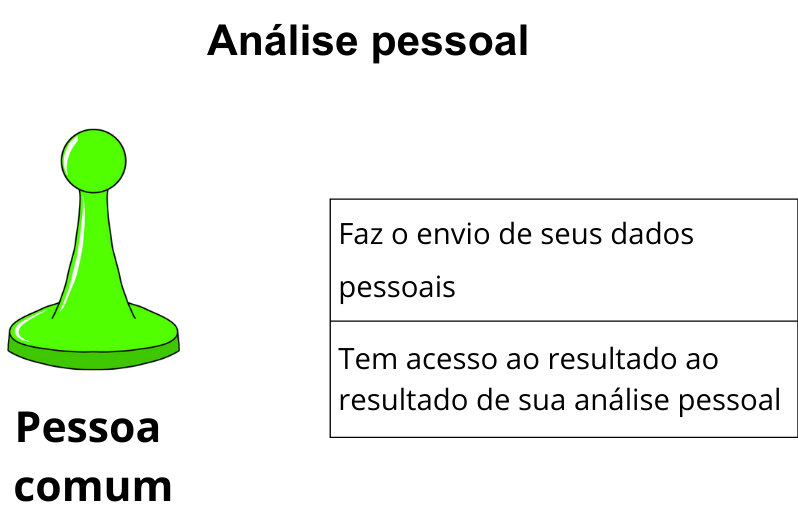 Análise pessoal
Faz o envio de seus dados
pessoais
Tem acesso ao resultado ao
resultado de sua análise pessoal
Pessoa
comum